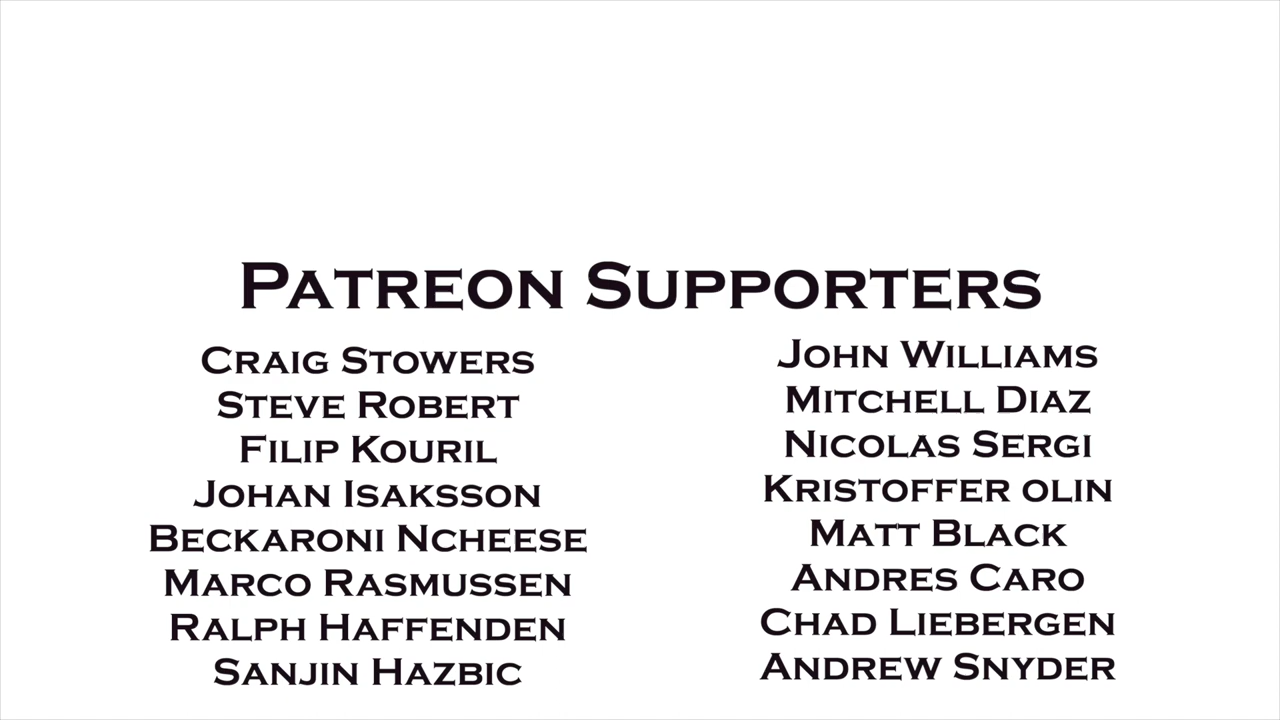 Patreon Supporters
Craig Stowers
Steve Robert
Filip Kouril
Johan Isaksson
Beckaroni Ncheese
Marco Rasmussen
Ralph Haffenden
Sanjin Hazbic
John Williams
Mitchell Diaz
Nicolas Sergi
Kristoffer olin
Matt Black
Andres Caro
Chad Liebergen
Andrew Snyder